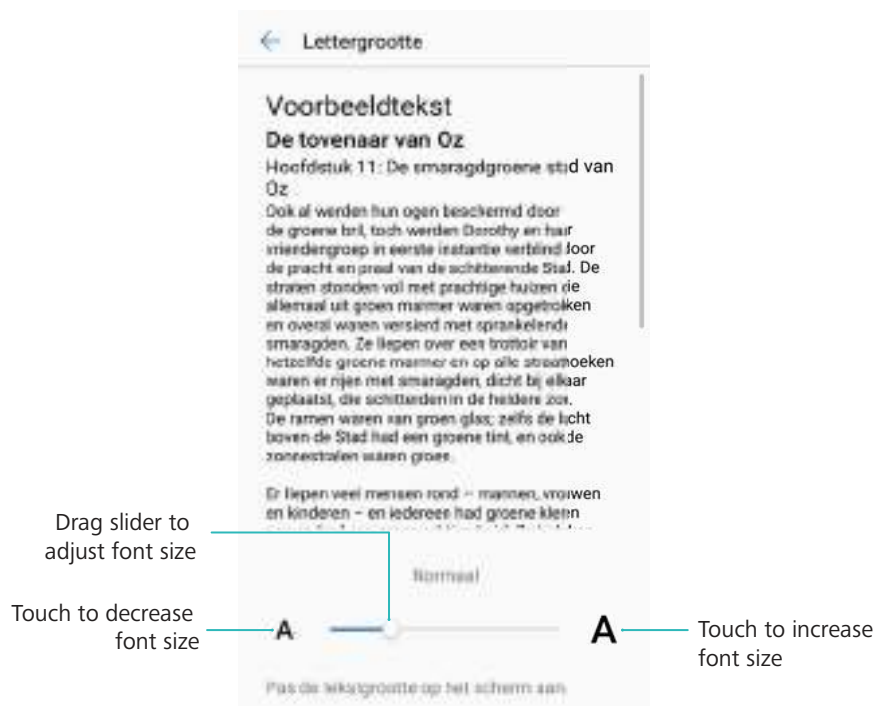 Lettergrootte
Voorbeeldtekst
De tovenaar van Oz
Hoofdstuk 11: De smaragdgroene stad van
Oz
Ook al werden hun ogen beschermd door
de groene bril, toch werden Dorothy en haar
vriendengroep in eerste instantie verblind door
de pracht en praal van de schitterende Stad. De
straten stonden vol met prachtige huizen die
allemaal uit groen marmer waren opgetrokken
en overal waren versierd met sprankelende
smaragden. Ze liepen over een trottoir van
hetzelfde groene marmer en op alle straathoeken
waren er rijen met smaragden, dicht bij elkaar
geplaatst, die schitterden in de heldere zon.
De ramen waren van groen glas; zelfs de lucht
boven de Stad had een groene tint, en ook de
zonnestralen waren groen.
Er liepen veel mensen rond – mannen, vrouwen
en kinderen – en iedereen had groene kleren
Drag slider to
adjust font size
Normaal
Touch to decrease
font size
A
A
Touch to increase
font size
Pas de tekstgrootte op het scherm aan